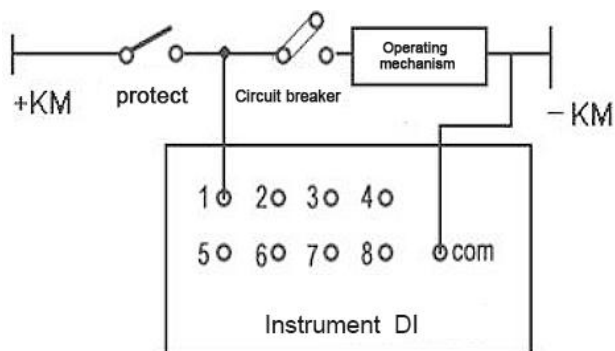 Operating
mechanism
+KM
protect
Circuit breaker
−KM
1 2 3 4
5 6 7 8 com
Instrument DI